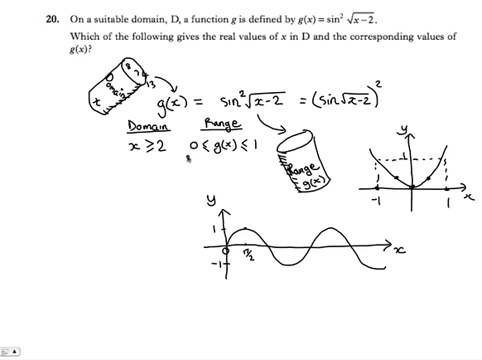 20. On a suitable domain, D, a function g is defined by g(x) = sin² √(x−2).
Which of the following gives the real values of x in D and the corresponding values of
g(x)?
g(x) = sin²√(x−2) = (sin√(x−2))²
Domain Range
x ≥ 2 0 ≤ g(x) ≤ 1
Range
g(x)
y
1
-1 1 x
y
1
0 π/2 x
-1